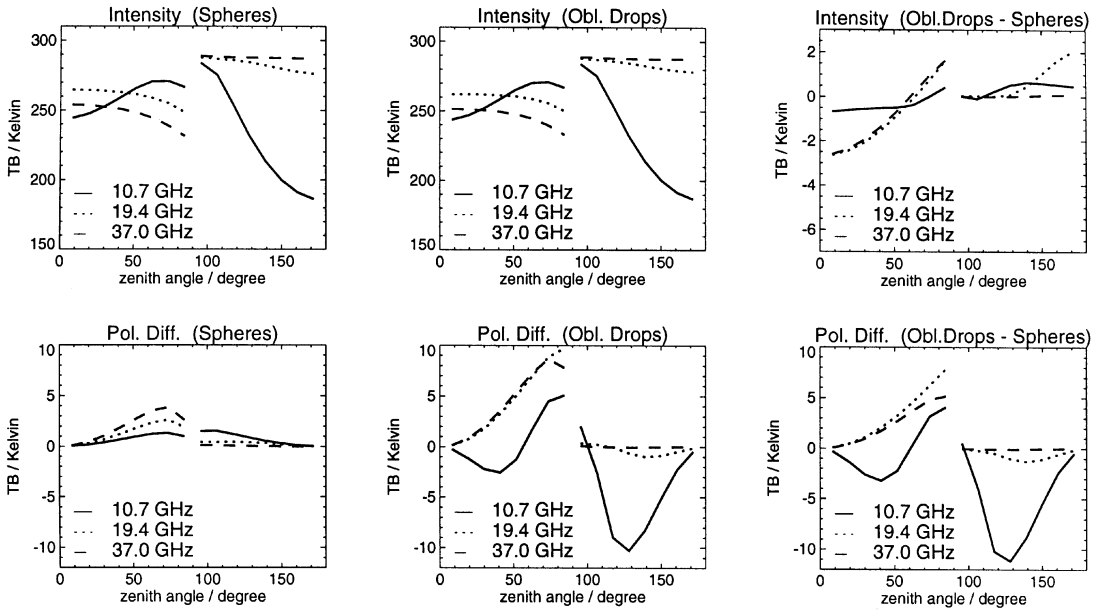 Intensity (Spheres)
TB / Kelvin
300
250
200
150
10.7 GHz
19.4 GHz
37.0 GHz
0 50 100 150
zenith angle / degree
Intensity (Obl. Drops)
TB / Kelvin
300
250
200
150
10.7 GHz
19.4 GHz
37.0 GHz
0 50 100 150
zenith angle / degree
Intensity (Obl.Drops - Spheres)
TB / Kelvin
2
0
-2
-4
-6
10.7 GHz
19.4 GHz
37.0 GHz
0 50 100 150
zenith angle / degree
Pol. Diff. (Spheres)
TB / Kelvin
10
5
0
-5
-10
10.7 GHz
19.4 GHz
37.0 GHz
0 50 100 150
zenith angle / degree
Pol. Diff. (Obl. Drops)
TB / Kelvin
10
5
0
-5
-10
10.7 GHz
19.4 GHz
37.0 GHz
0 50 100 150
zenith angle / degree
Pol. Diff. (Obl.Drops - Spheres)
TB / Kelvin
10
5
0
-5
-10
10.7 GHz
19.4 GHz
37.0 GHz
0 50 100 150
zenith angle / degree